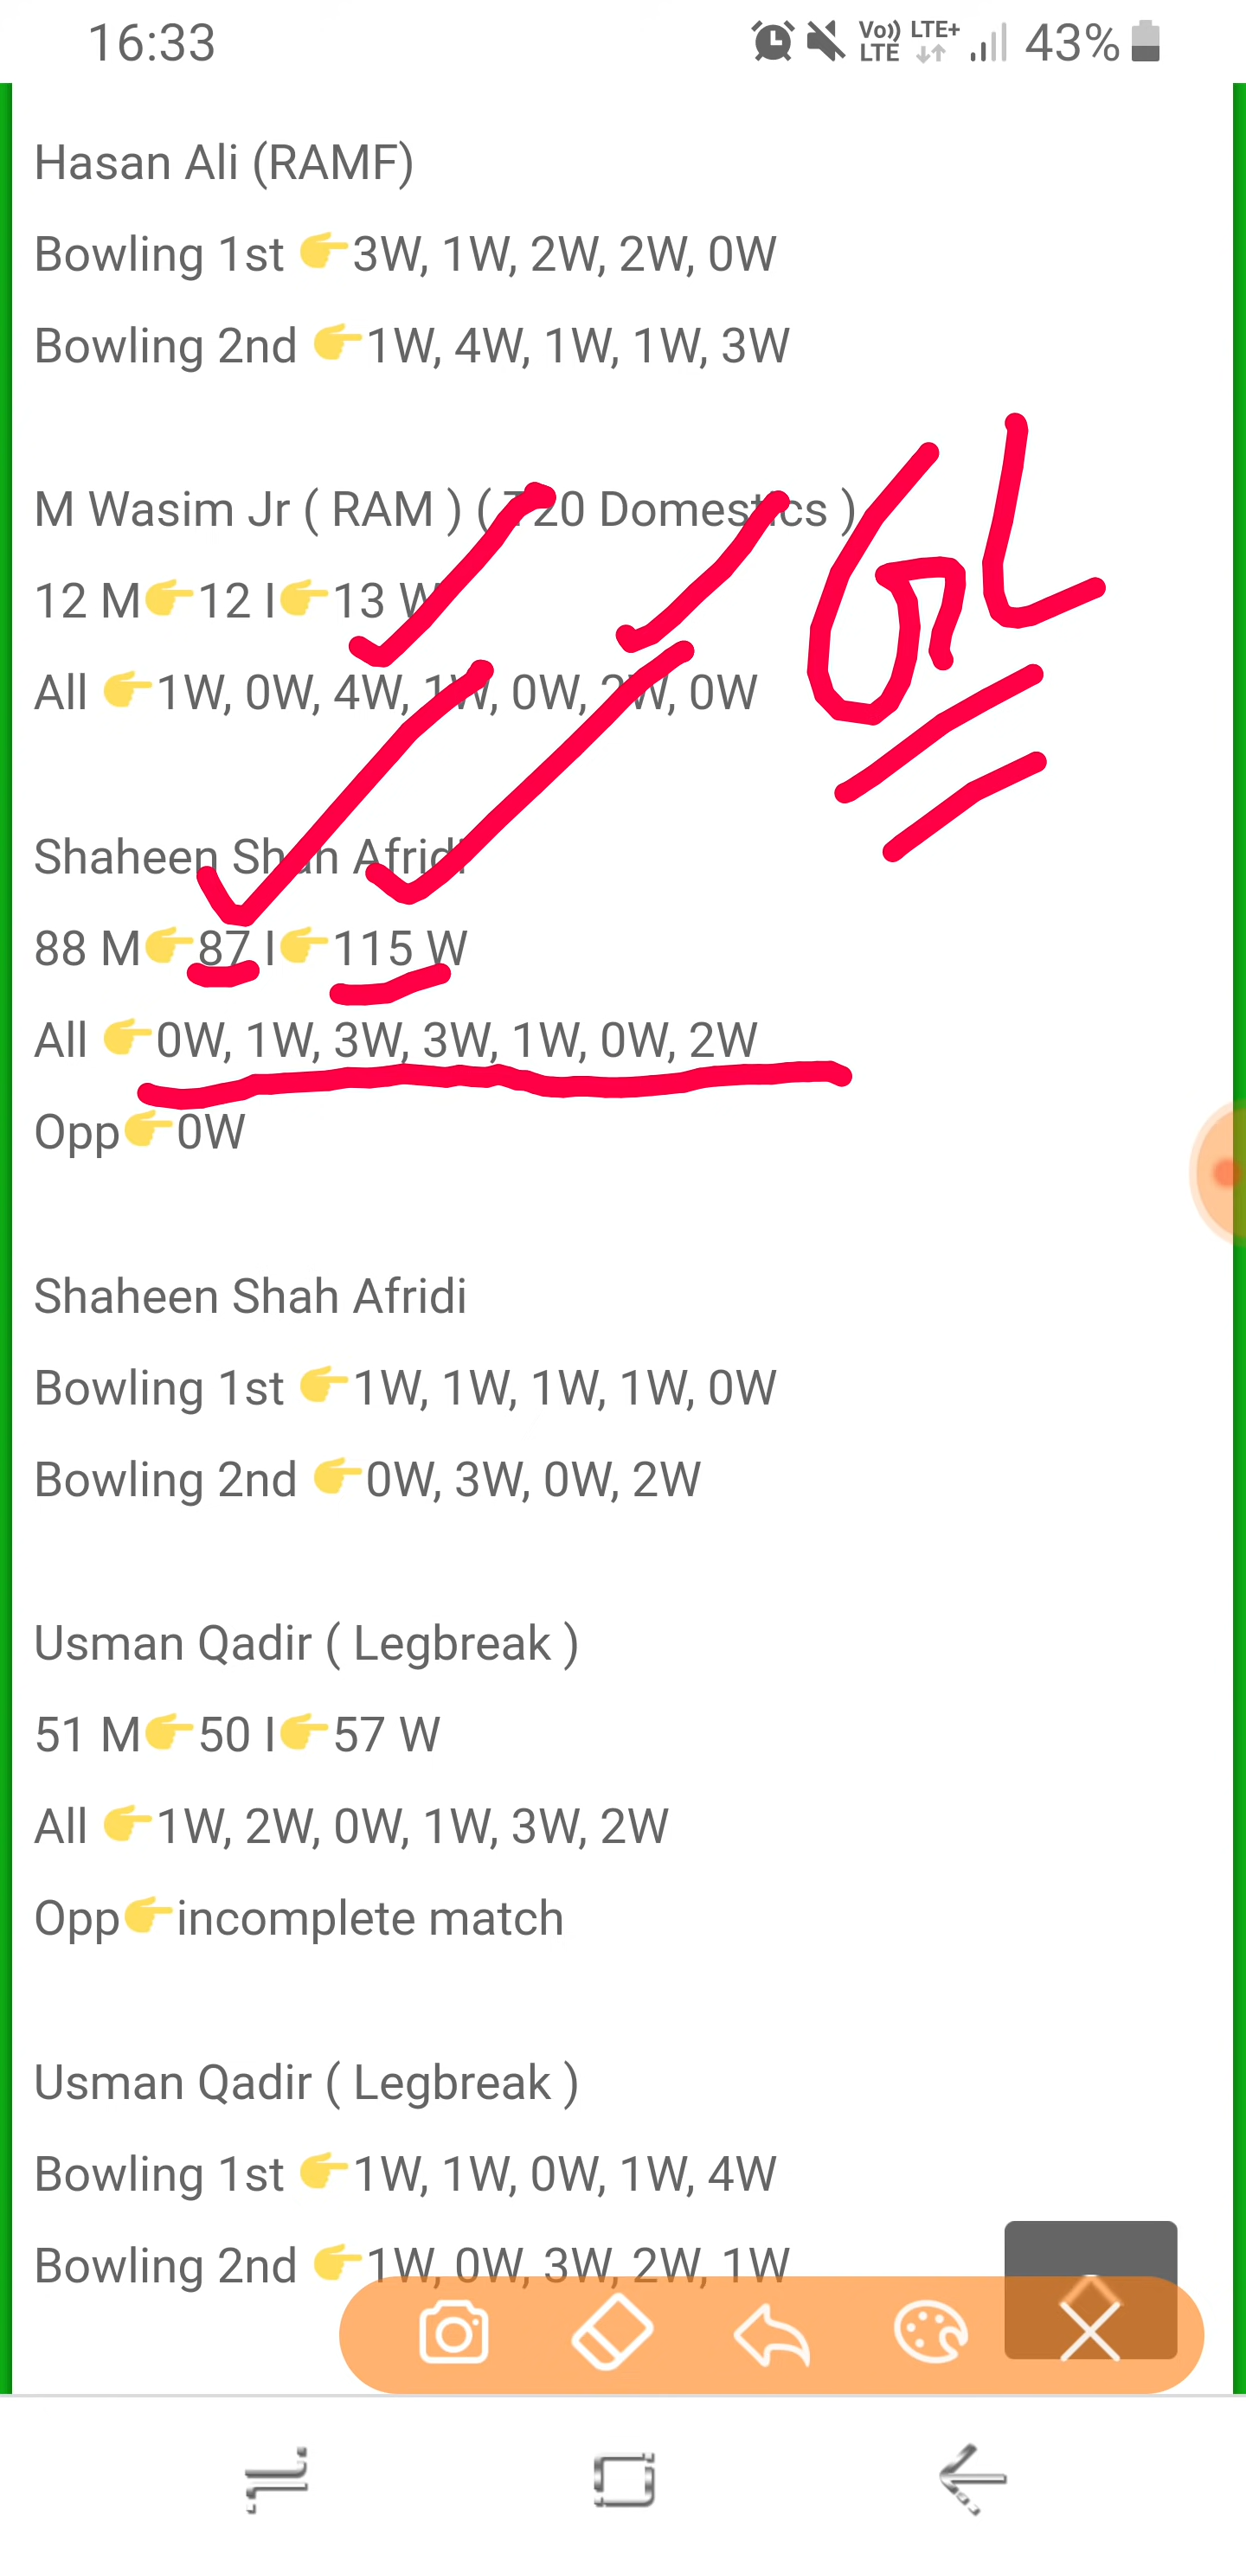 16:33 Vo)) LTE LTE+ 43%
Hasan Ali (RAMF)
Bowling 1st 👉3W, 1W, 2W, 2W, 0W
Bowling 2nd 👉1W, 4W, 1W, 1W, 3W
M Wasim Jr ( RAM ) ( T20 Domestics )
12 M👉12 I👉13 W
All 👉1W, 0W, 4W, 1W, 0W, 2W, 0W
GL
Shaheen Shah Afridi
88 M👉87 I👉115 W
All 👉0W, 1W, 3W, 3W, 1W, 0W, 2W
Opp👉0W
Shaheen Shah Afridi
Bowling 1st 👉1W, 1W, 1W, 1W, 0W
Bowling 2nd 👉0W, 3W, 0W, 2W
Usman Qadir ( Legbreak )
51 M👉50 I👉57 W
All 👉1W, 2W, 0W, 1W, 3W, 2W
Opp👉incomplete match
Usman Qadir ( Legbreak )
Bowling 1st 👉1W, 1W, 0W, 1W, 4W
Bowling 2nd 👉1W, 0W, 3W, 2W, 1W